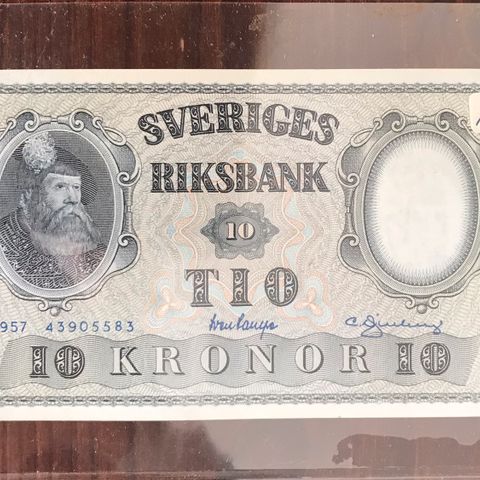 SVERIGES
RIKSBANK
10
TIO
957 43905583
10 KRONOR 10